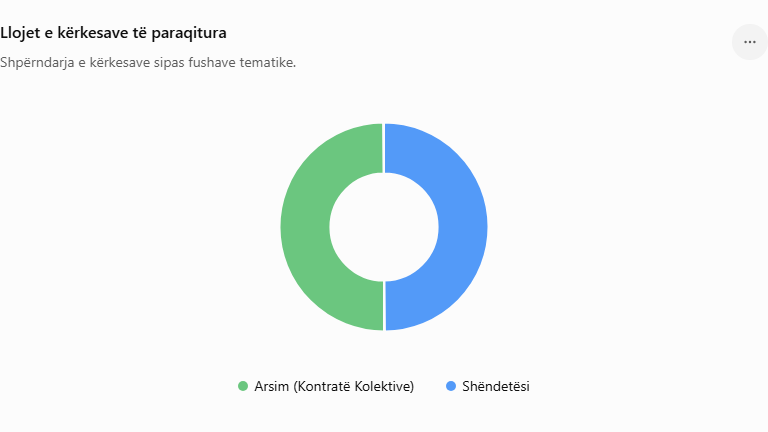 Llojet e kërkesave të paraqitura
Shpërndarja e kërkesave sipas fushave tematike.
Arsim (Kontratë Kolektive)
Shëndetësi